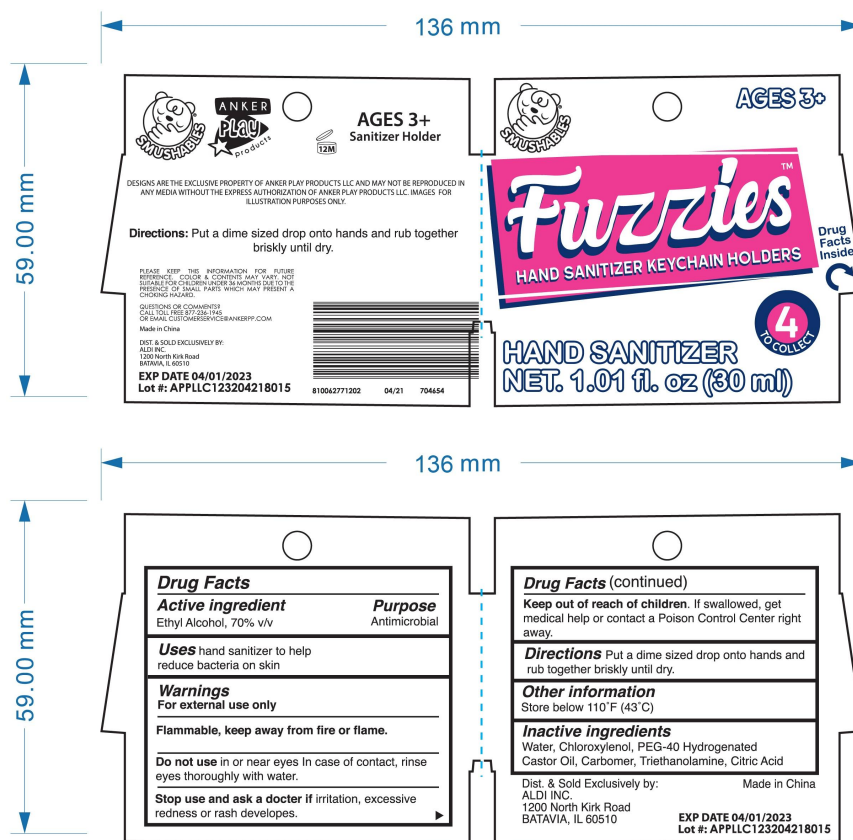 136 mm
59.00 mm
SMUSHABLES
ANKER
PLAY
products
12M
AGES 3+
Sanitizer Holder
DESIGNS ARE THE EXCLUSIVE PROPERTY OF ANKER PLAY PRODUCTS LLC AND MAY NOT BE REPRODUCED IN
ANY MEDIA WITHOUT THE EXPRESS AUTHORIZATION OF ANKER PLAY PRODUCTS LLC. IMAGES FOR
ILLUSTRATION PURPOSES ONLY.
Directions: Put a dime sized drop onto hands and rub together
briskly until dry.
PLEASE KEEP THIS INFORMATION FOR FUTURE
REFERENCE. COLOR & CONTENTS MAY VARY. NOT
SUITABLE FOR CHILDREN UNDER 36 MONTHS DUE TO THE
PRESENCE OF SMALL PARTS WHICH MAY PRESENT A
CHOKING HAZARD.
QUESTIONS OR COMMENTS?
CALL TOLL FREE 877-236-1945
OR EMAIL CUSTOMERSERVICE@ANKERPP.COM
Made in China
DIST. & SOLD EXCLUSIVELY BY:
ALDI INC.
1200 North Kirk Road
BATAVIA, IL 60510
EXP DATE 04/01/2023
Lot #: APPLLC123204218015
810062771202 04/21 704654
SMUSHABLES
AGES 3+
Fuzzies™
HAND SANITIZER KEYCHAIN HOLDERS
Drug
Facts
Inside
4
TO COLLECT
HAND SANITIZER
NET. 1.01 fl. oz (30 ml)
136 mm
59.00 mm
Drug Facts
Active ingredient Purpose
Ethyl Alcohol, 70% v/v Antimicrobial
Uses hand sanitizer to help
reduce bacteria on skin
Warnings
For external use only
Flammable, keep away from fire or flame.
Do not use in or near eyes In case of contact, rinse
eyes thoroughly with water.
Stop use and ask a docter if irritation, excessive
redness or rash developes.
Drug Facts (continued)
Keep out of reach of children. If swallowed, get
medical help or contact a Poison Control Center right
away.
Directions Put a dime sized drop onto hands and
rub together briskly until dry.
Other information
Store below 110˚F (43˚C)
Inactive ingredients
Water, Chloroxylenol, PEG-40 Hydrogenated
Castor Oil, Carbomer, Triethanolamine, Citric Acid
Dist. & Sold Exclusively by: Made in China
ALDI INC.
1200 North Kirk Road
BATAVIA, IL 60510
EXP DATE 04/01/2023
Lot #: APPLLC123204218015